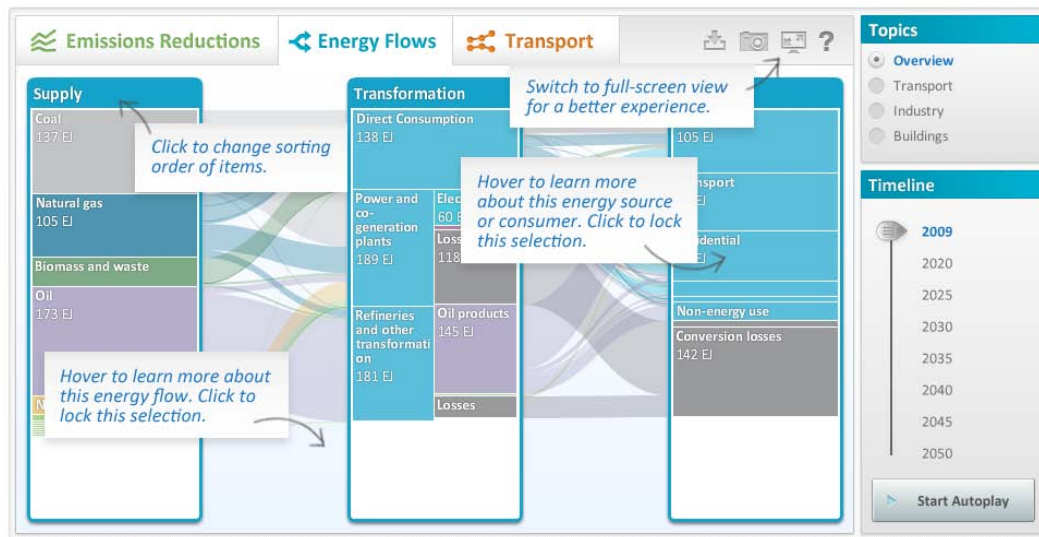 Emissions Reductions
Energy Flows
Transport
?
Topics
Overview
Transport
Industry
Buildings
Timeline
2009
2020
2025
2030
2035
2040
2045
2050
Start Autoplay
Switch to full-screen view
for a better experience.
Supply
Coal
137 EJ
Click to change sorting
order of items.
Natural gas
105 EJ
Biomass and waste
Oil
173 EJ
Hover to learn more about
this energy flow. Click to
lock this selection.
Transformation
Direct Consumption
138 EJ
Power and
co-
generation
plants
189 EJ
60
Loss
118
Refineries
and other
transformati
on
181 EJ
Oil products
145 EJ
Losses
105 EJ
Hover to learn more
about this energy source
or consumer. Click to lock
this selection.
Non-energy use
Conversion losses
142 EJ